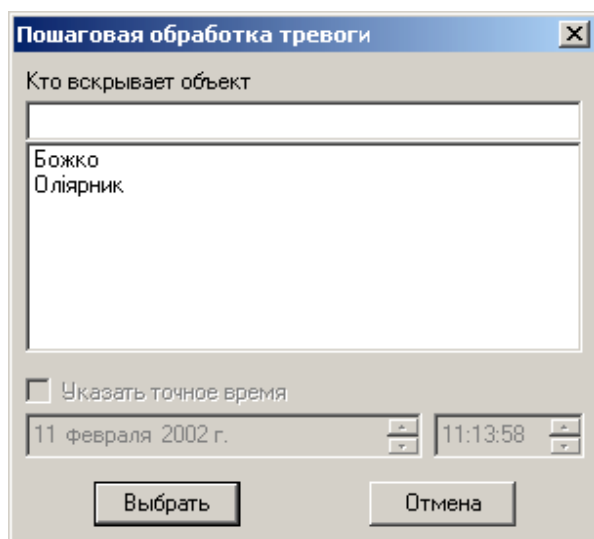 Пошаговая обработка тревоги
Кто вскрывает объект
Божко
Оліярник
Указать точное время
11 февраля 2002 г. 11:13:58
Выбрать Отмена